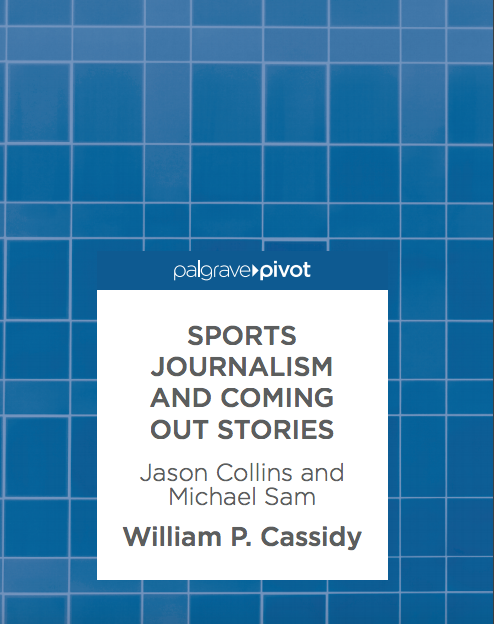 palgrave▸pivot
SPORTS
JOURNALISM
AND COMING
OUT STORIES
Jason Collins and
Michael Sam
William P. Cassidy